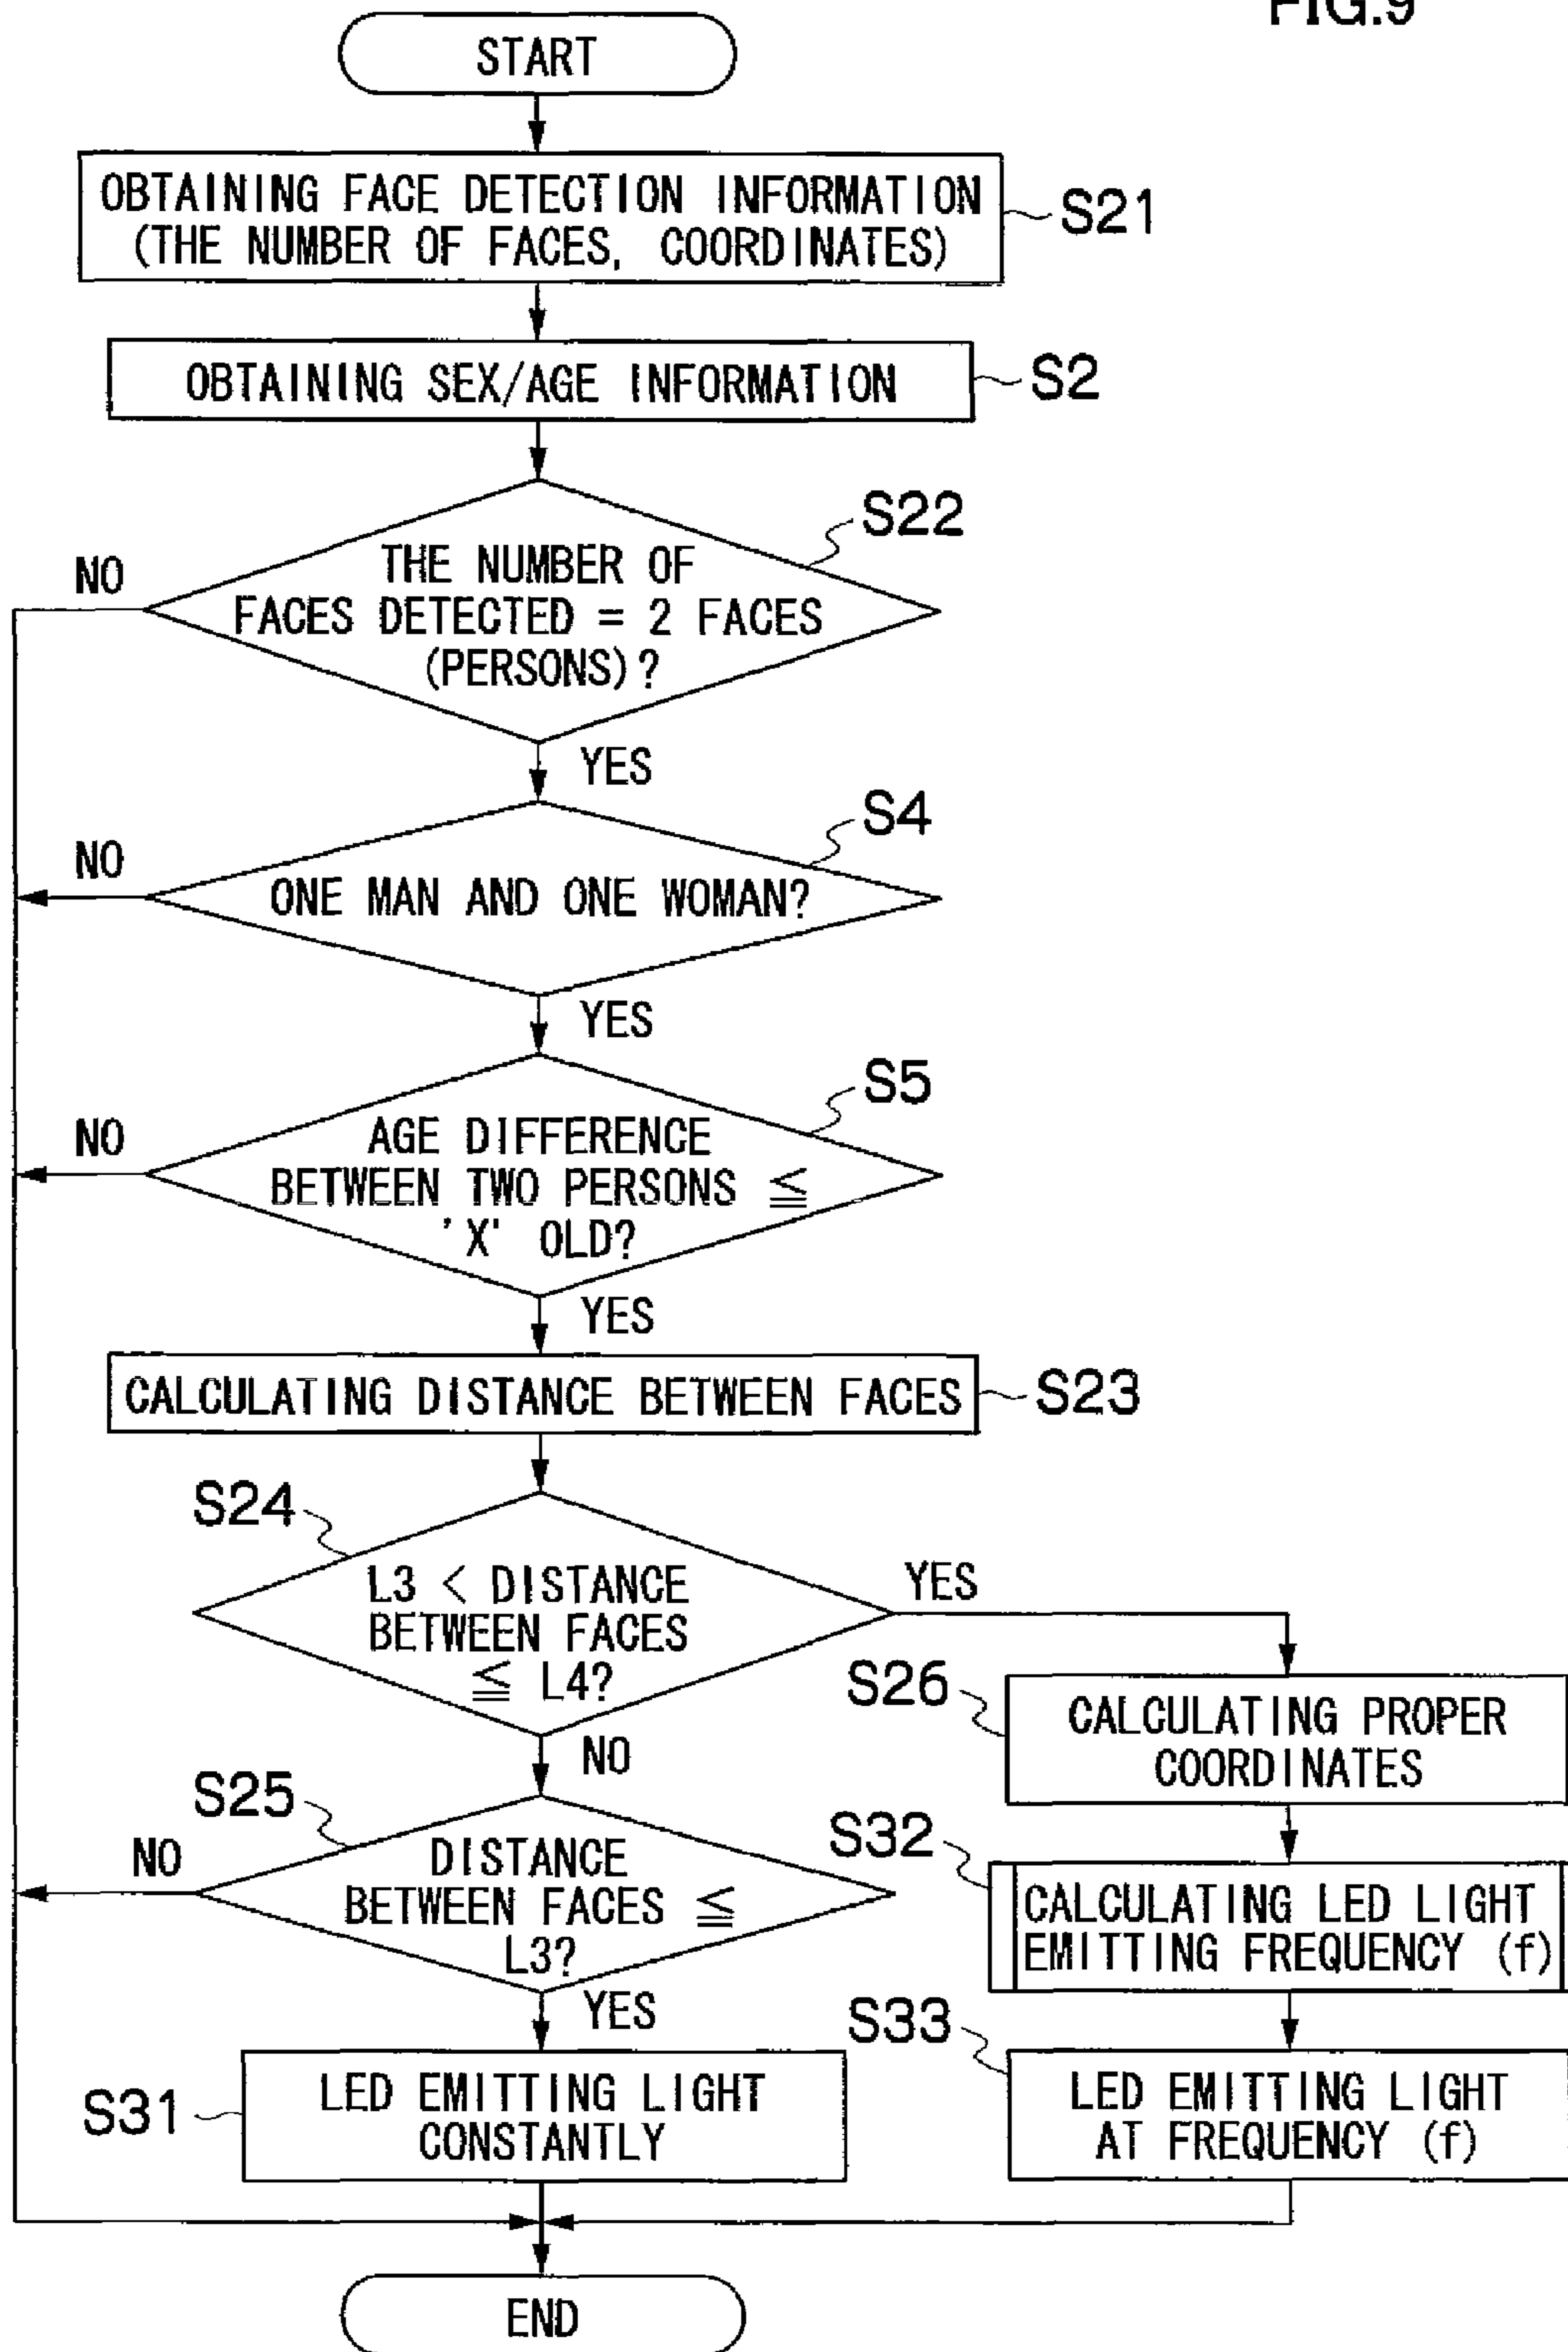 FIG.9
START
OBTAINING FACE DETECTION INFORMATION
(THE NUMBER OF FACES, COORDINATES)
S21
OBTAINING SEX/AGE INFORMATION
S2
S22
THE NUMBER OF
FACES DETECTED = 2 FACES
(PERSONS)?
NO
YES
S4
ONE MAN AND ONE WOMAN?
NO
YES
S5
AGE DIFFERENCE
BETWEEN TWO PERSONS ≦
'X' OLD?
NO
YES
CALCULATING DISTANCE BETWEEN FACES
S23
S24
L3 < DISTANCE
BETWEEN FACES
≦ L4?
YES
NO
S26
CALCULATING PROPER
COORDINATES
S25
DISTANCE
BETWEEN FACES ≦
L3?
NO
YES
S32
CALCULATING LED LIGHT
EMITTING FREQUENCY (f)
S31
LED EMITTING LIGHT
CONSTANTLY
S33
LED EMITTING LIGHT
AT FREQUENCY (f)
END